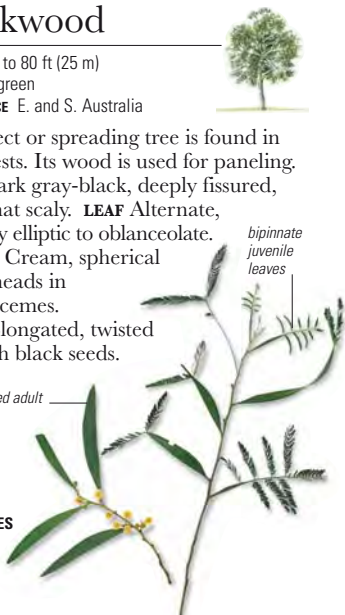 kwood
to 80 ft (25 m)
green
E. and S. Australia
ect or spreading tree is found in
sts. Its wood is used for paneling.
ark gray-black, deeply fissured,
hat scaly. LEAF Alternate,
y elliptic to oblanceolate.
Cream, spherical
heads in
cemes.
longated, twisted
h black seeds.
bipinnate
juvenile
leaves
ed adult
ES